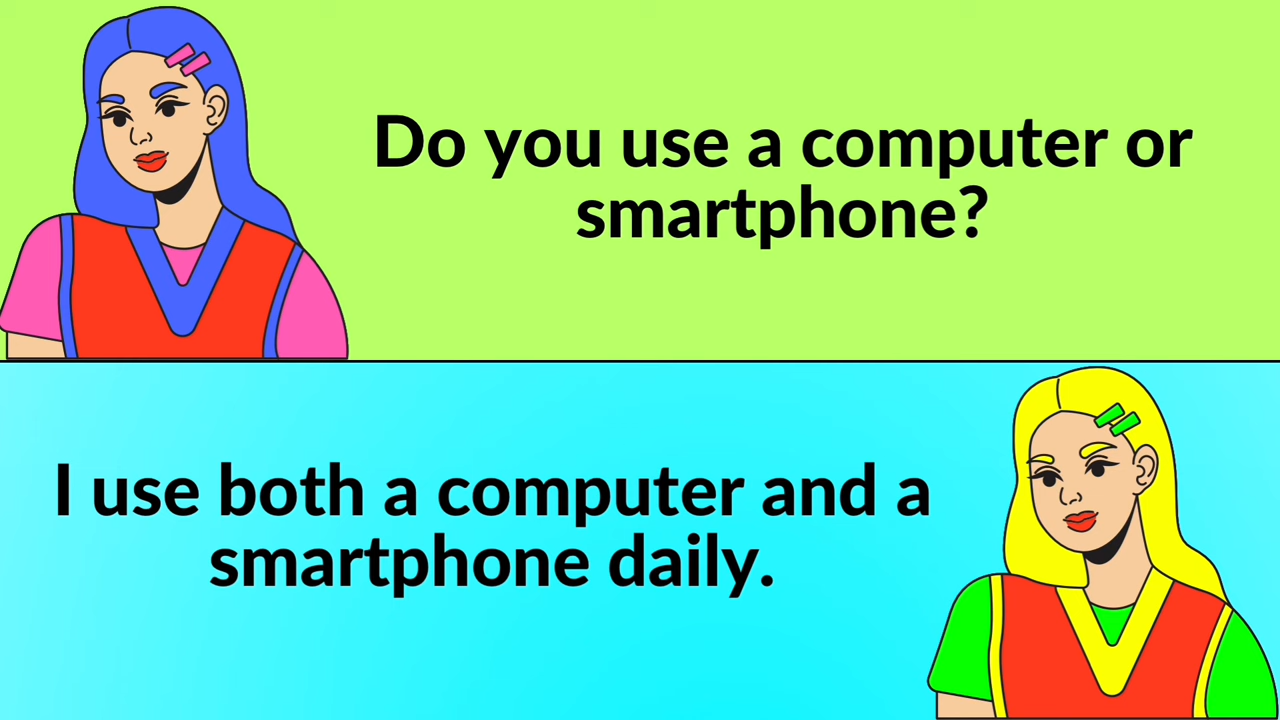 Do you use a computer or
smartphone?
I use both a computer and a
smartphone daily.